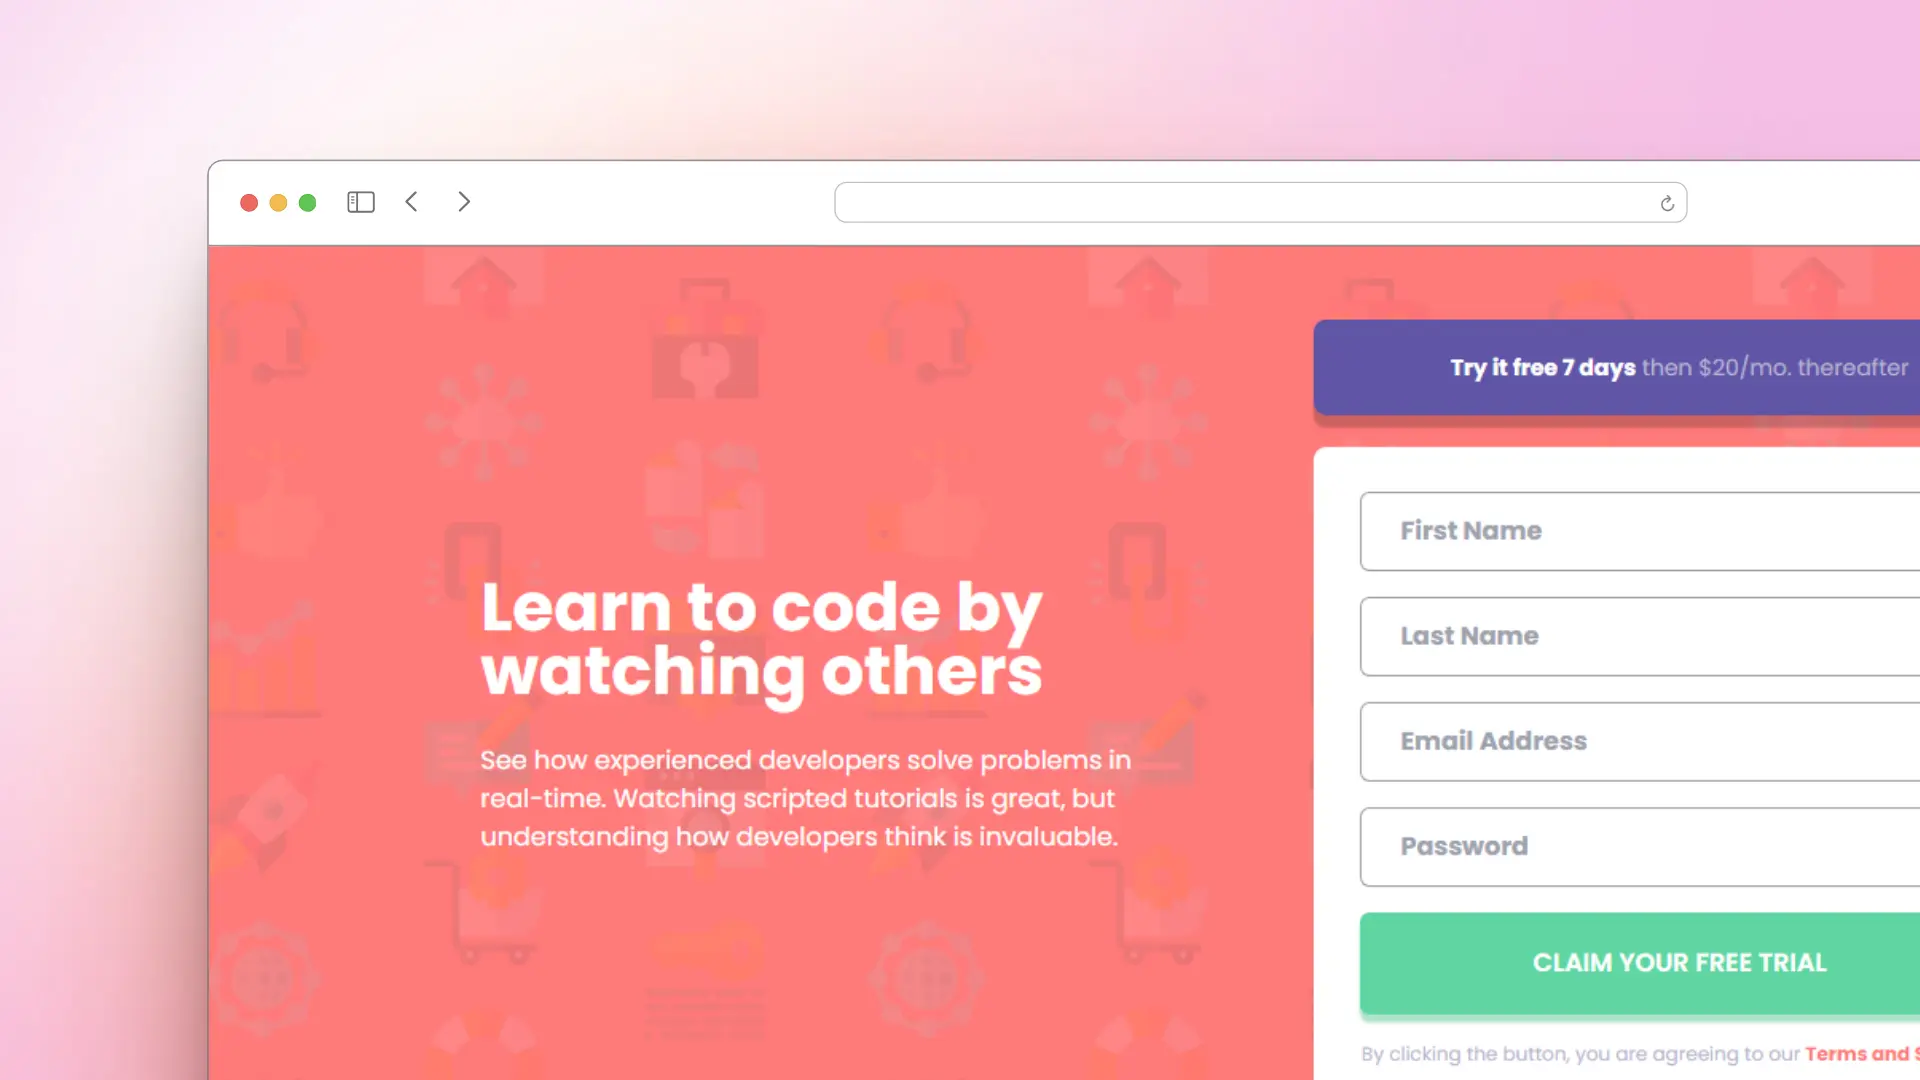 Try it free 7 days then $20/mo. thereafter
First Name
Last Name
Learn to code by
watching others
Email Address
See how experienced developers solve problems in
real-time. Watching scripted tutorials is great, but
understanding how developers think is invaluable.
Password
CLAIM YOUR FREE TRIAL
By clicking the button, you are agreeing to our Terms and